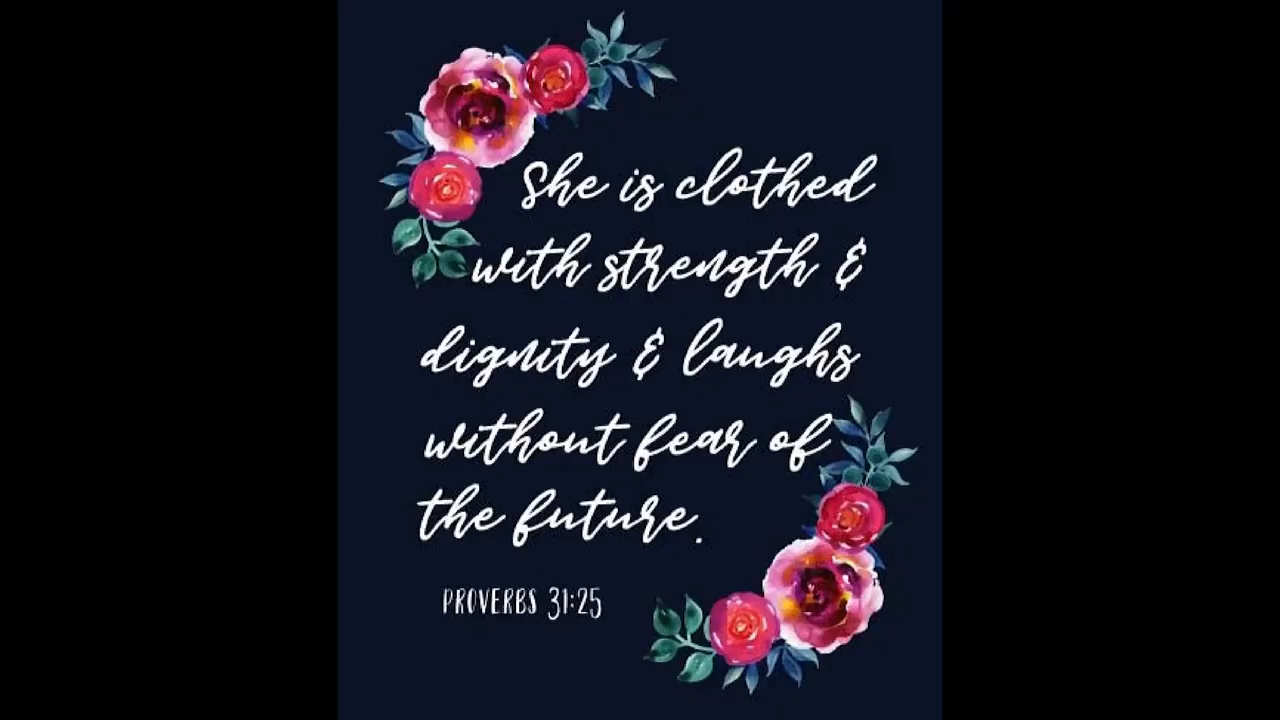 She is clothed
with strength &
dignity & laughs
without fear of
the future.
PROVERBS 31:25